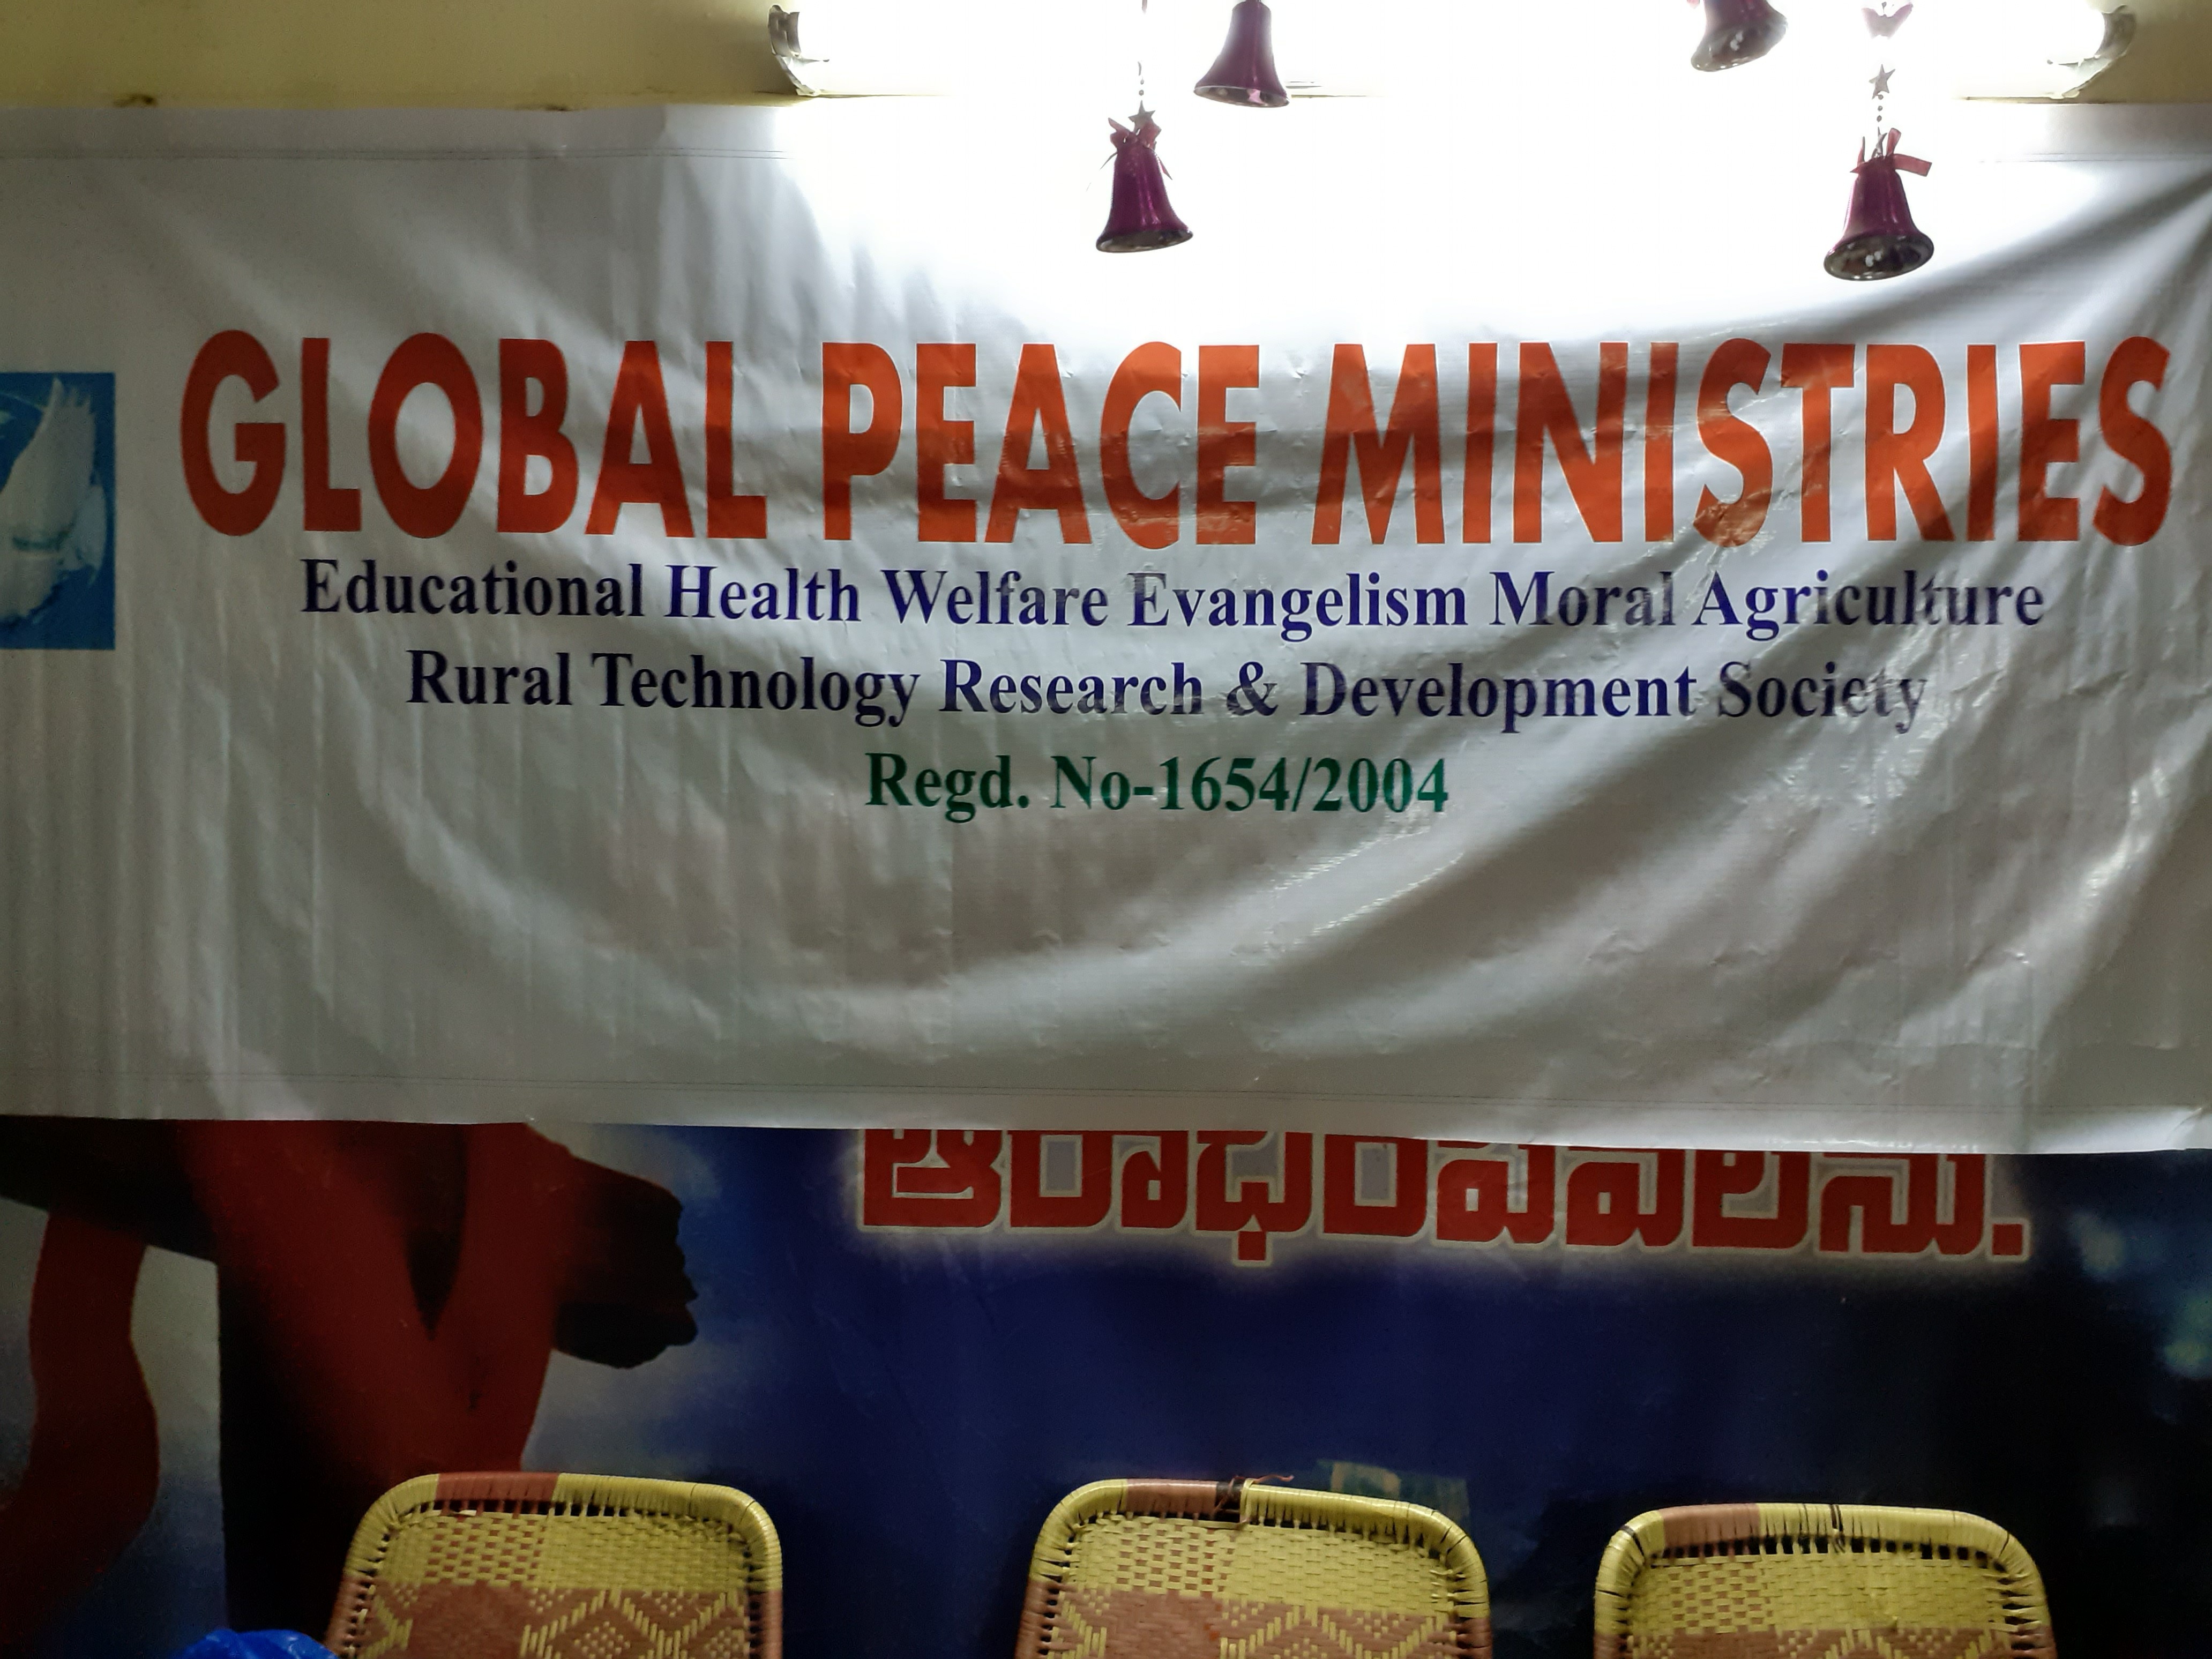 GLOBAL PEACE MINISTRIES
Educational Health Welfare Evangelism Moral Agriculture
Rural Technology Research & Development Society
Regd. No-1654/2004